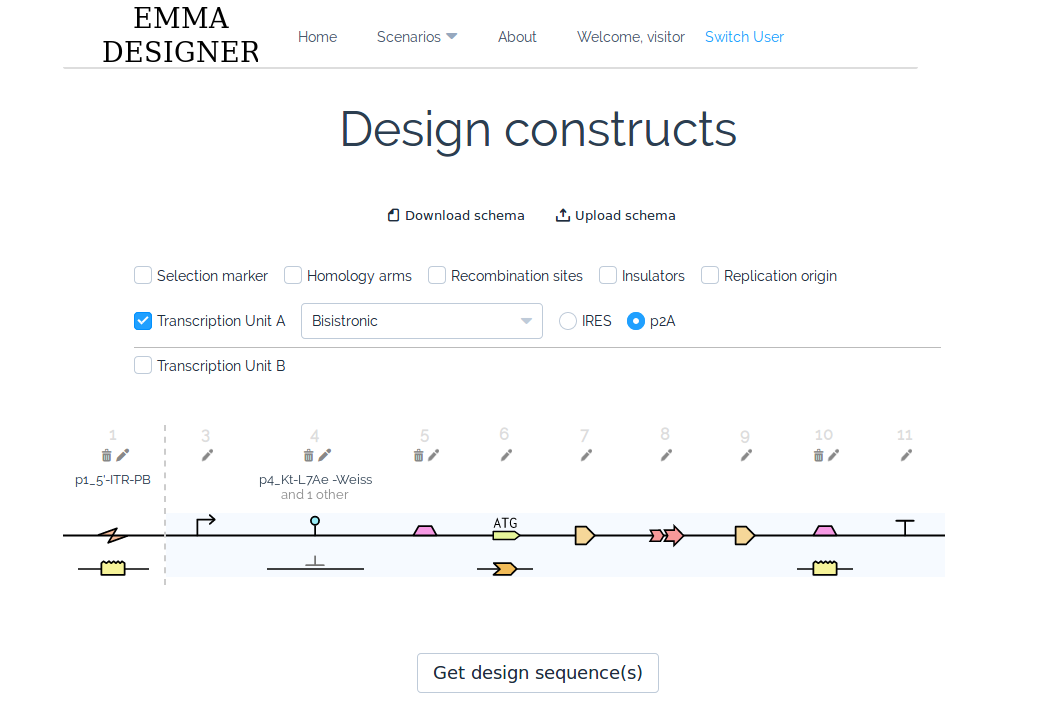 EMMA
DESIGNER
Home Scenarios About Welcome, visitor Switch User
Design constructs
Download schema Upload schema
Selection marker Homology arms Recombination sites Insulators Replication origin
Transcription Unit A Bisistronic IRES p2A
Transcription Unit B
1 3 4 5 6 7 8 9 10 11
p1_5'-ITR-PB p4_Kt-L7Ae -Weiss
and 1 other
ATG
Get design sequence(s)